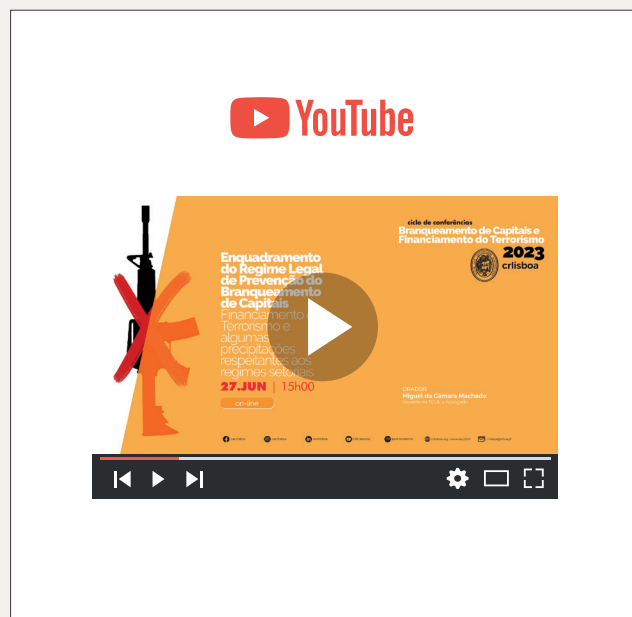 YouTube
ciclo de conferências
Branqueamento de Capitais e
Financiamento do Terrorismo
2023
crlisboa
Enquadramento
do Regime Legal
de Prevenção do
Branqueamento
de Capitais
Financiamento
Terrorismo e
algumas
precipitações
respeitantes aos
regimes setoriais
27.JUN | 15h00
on-line
ORADOR
Miguel da Câmara Machado